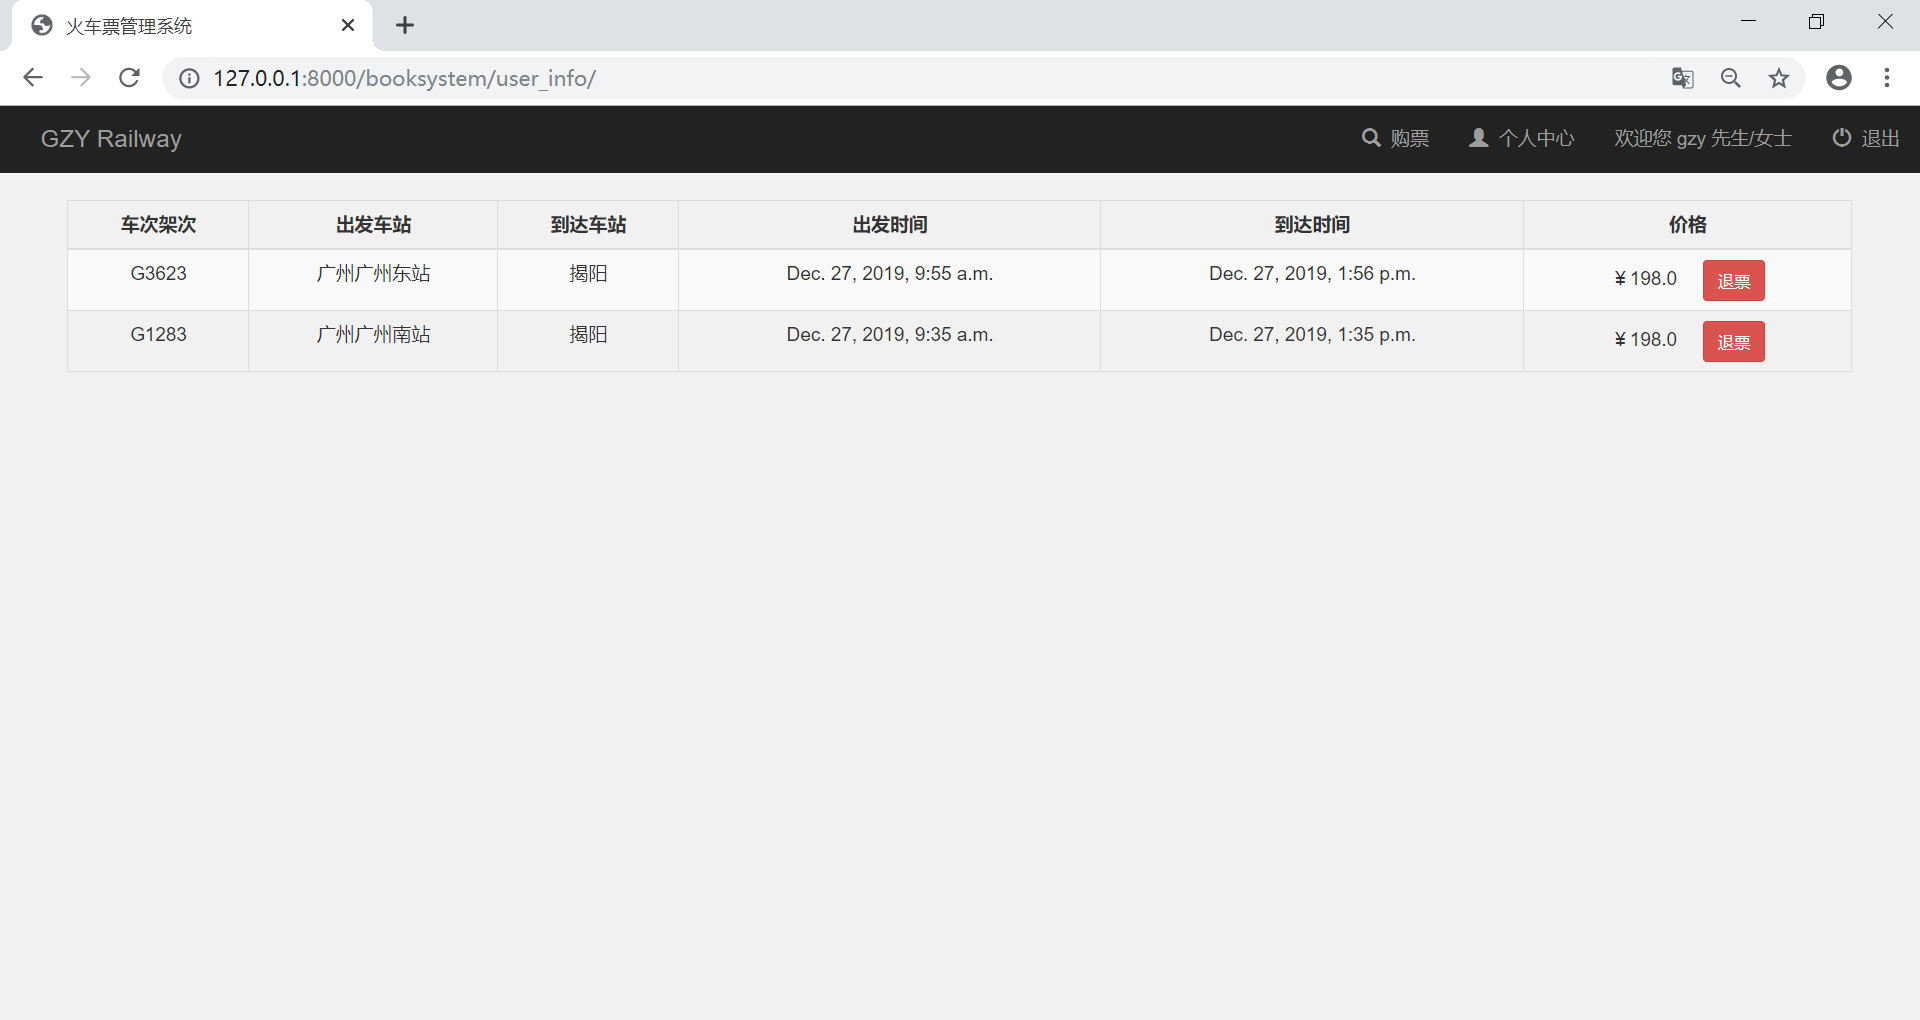 火车票管理系统
127.0.0.1:8000/booksystem/user_info/
GZY Railway 购票 个人中心 欢迎您 gzy 先生/女士 退出
车次架次 出发车站 到达车站 出发时间 到达时间 价格
G3623 广州广州东站 揭阳 Dec. 27, 2019, 9:55 a.m. Dec. 27, 2019, 1:56 p.m. ¥ 198.0 退票
G1283 广州广州南站 揭阳 Dec. 27, 2019, 9:35 a.m. Dec. 27, 2019, 1:35 p.m. ¥ 198.0 退票